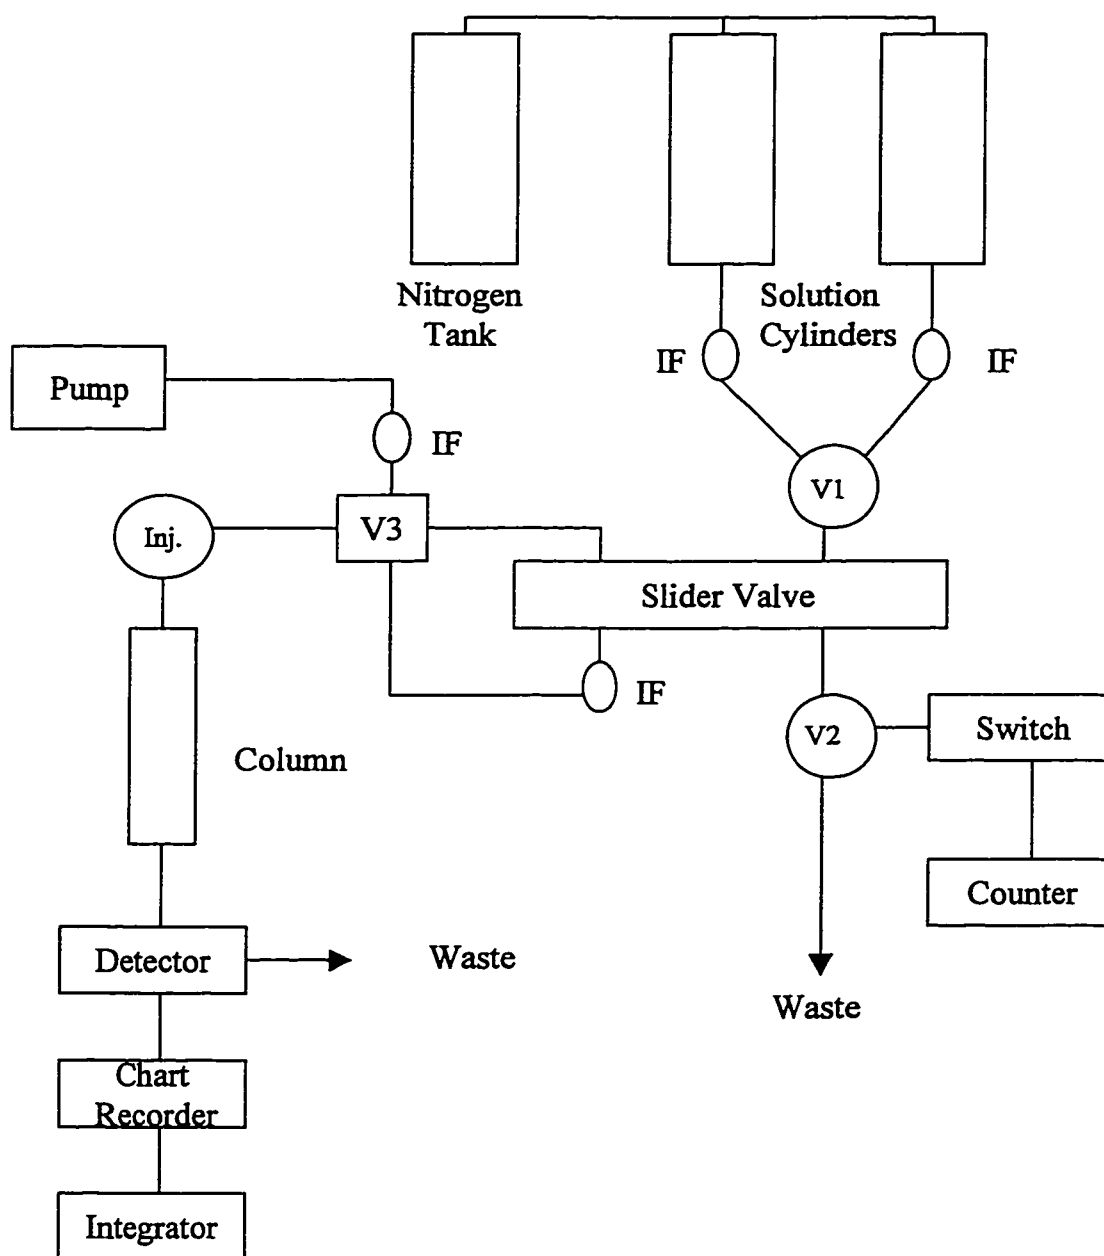 Nitrogen
Tank
Solution
Cylinders
IF
IF
Pump
IF
V1
Inj.
V3
Slider Valve
IF
V2
Switch
Column
Counter
Detector
Waste
Waste
Chart
Recorder
Integrator